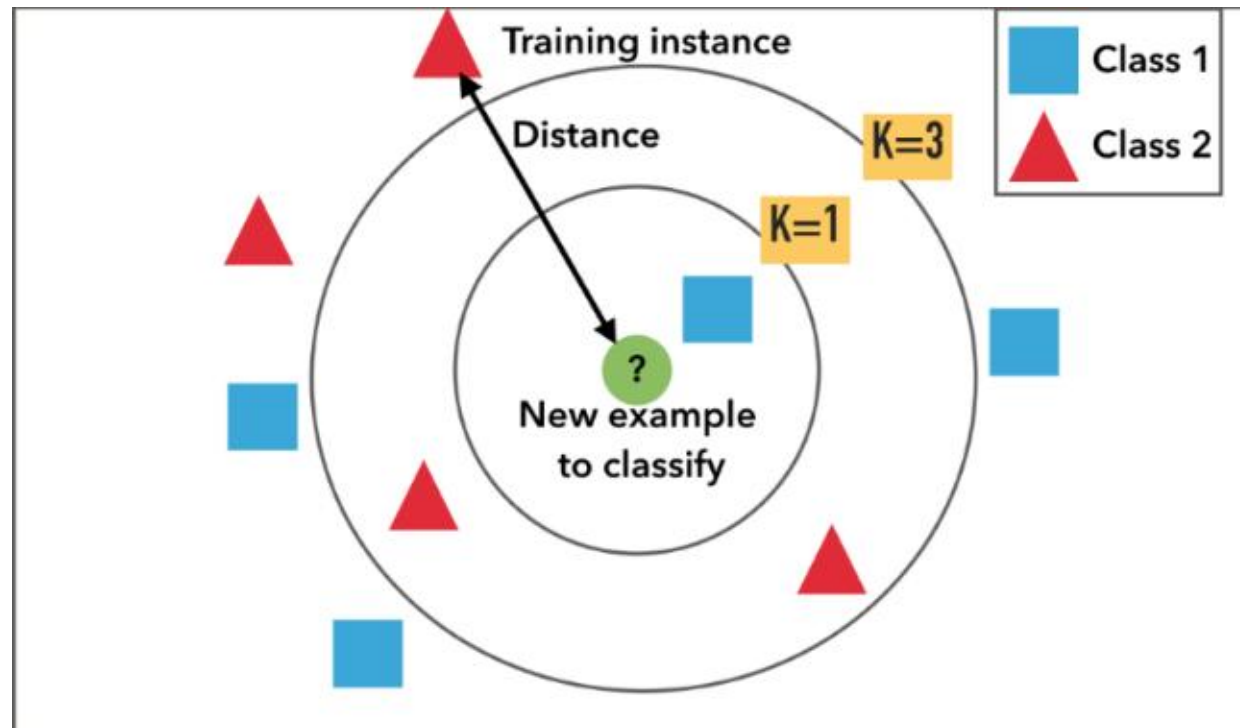 Training instance
Class 1
Distance
K=3
Class 2
K=1
?
New example
to classify